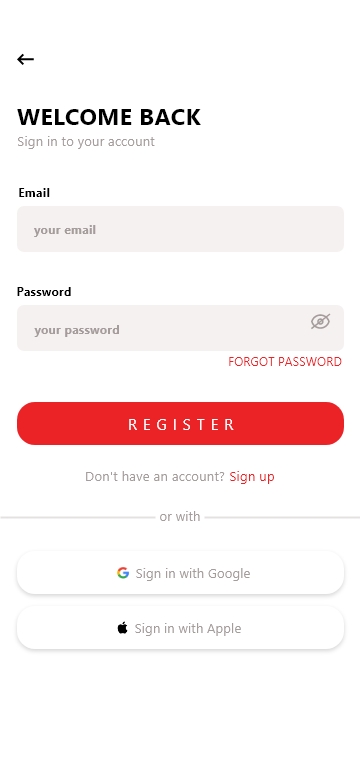 WELCOME BACK
Sign in to your account
Email
your email
Password
your password
FORGOT PASSWORD
REGISTER
Don't have an account? Sign up
or with
Sign in with Google
Sign in with Apple